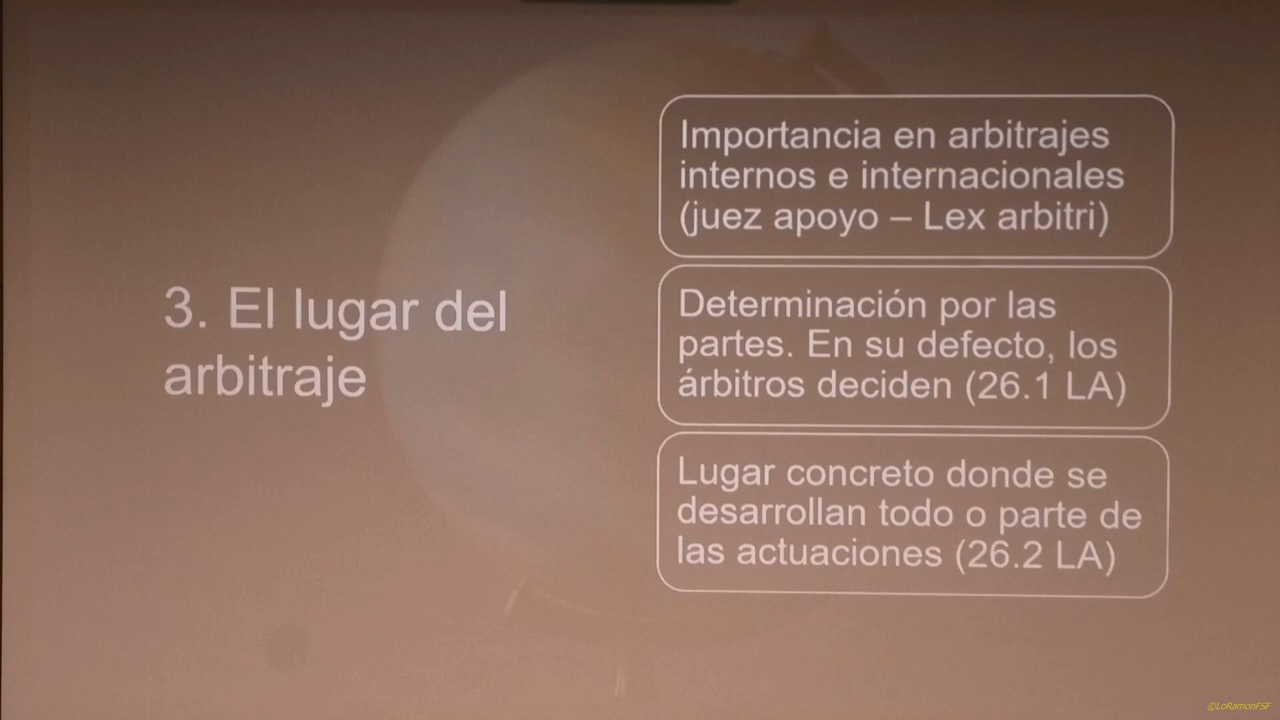 3. El lugar del
arbitraje
Importancia en arbitrajes
internos e internacionales
(juez apoyo – Lex arbitri)
Determinación por las
partes. En su defecto, los
árbitros deciden (26.1 LA)
Lugar concreto donde se
desarrollan todo o parte de
las actuaciones (26.2 LA)
@LoRamonFSF